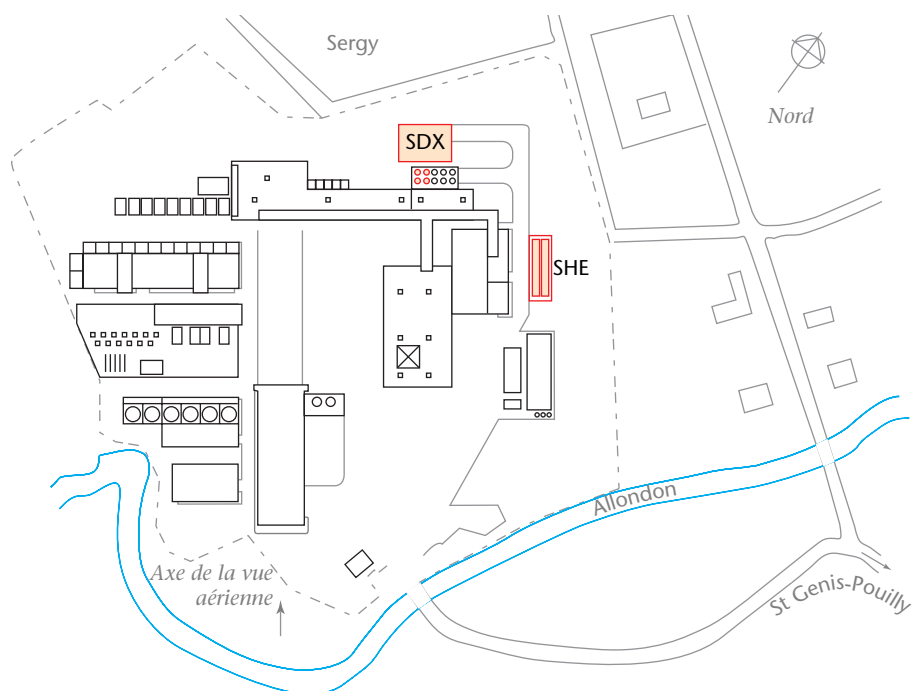 Sergy
Nord
SDX
SHE
Allondon
Axe de la vue
aérienne
St Genis-Pouilly